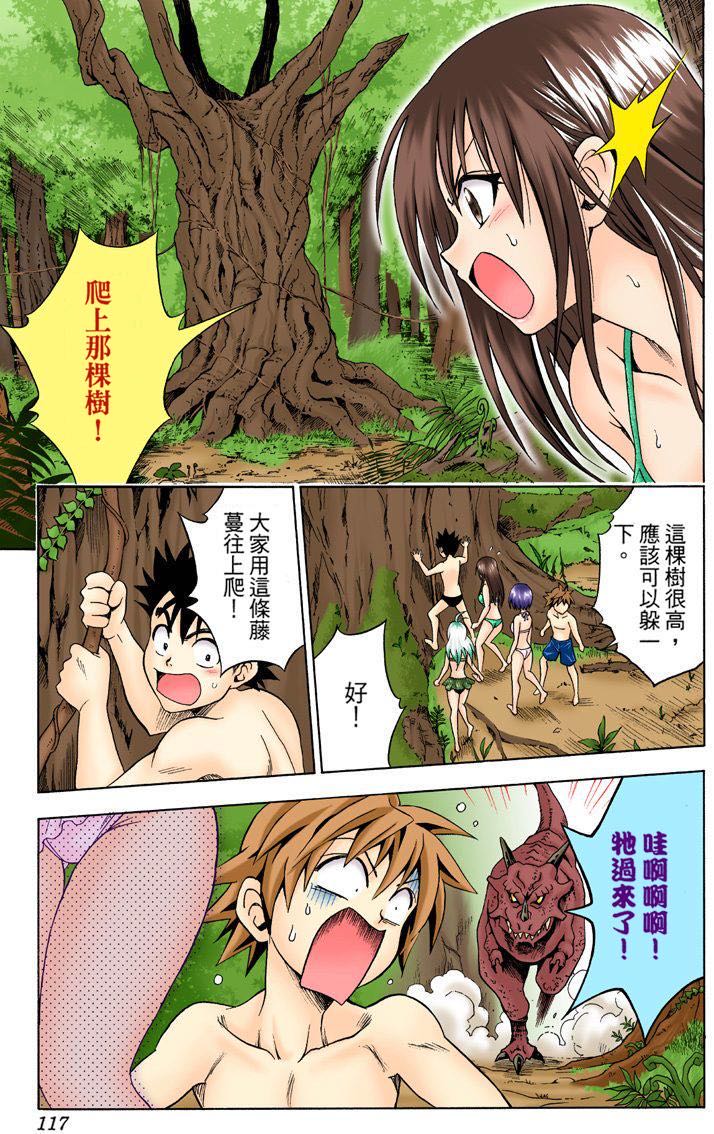 爬上那棵樹！
這棵樹很高，
應該可以躲一
下。
好！
大家用這條藤
蔓往上爬！
哇啊啊啊！
牠過來了！
117